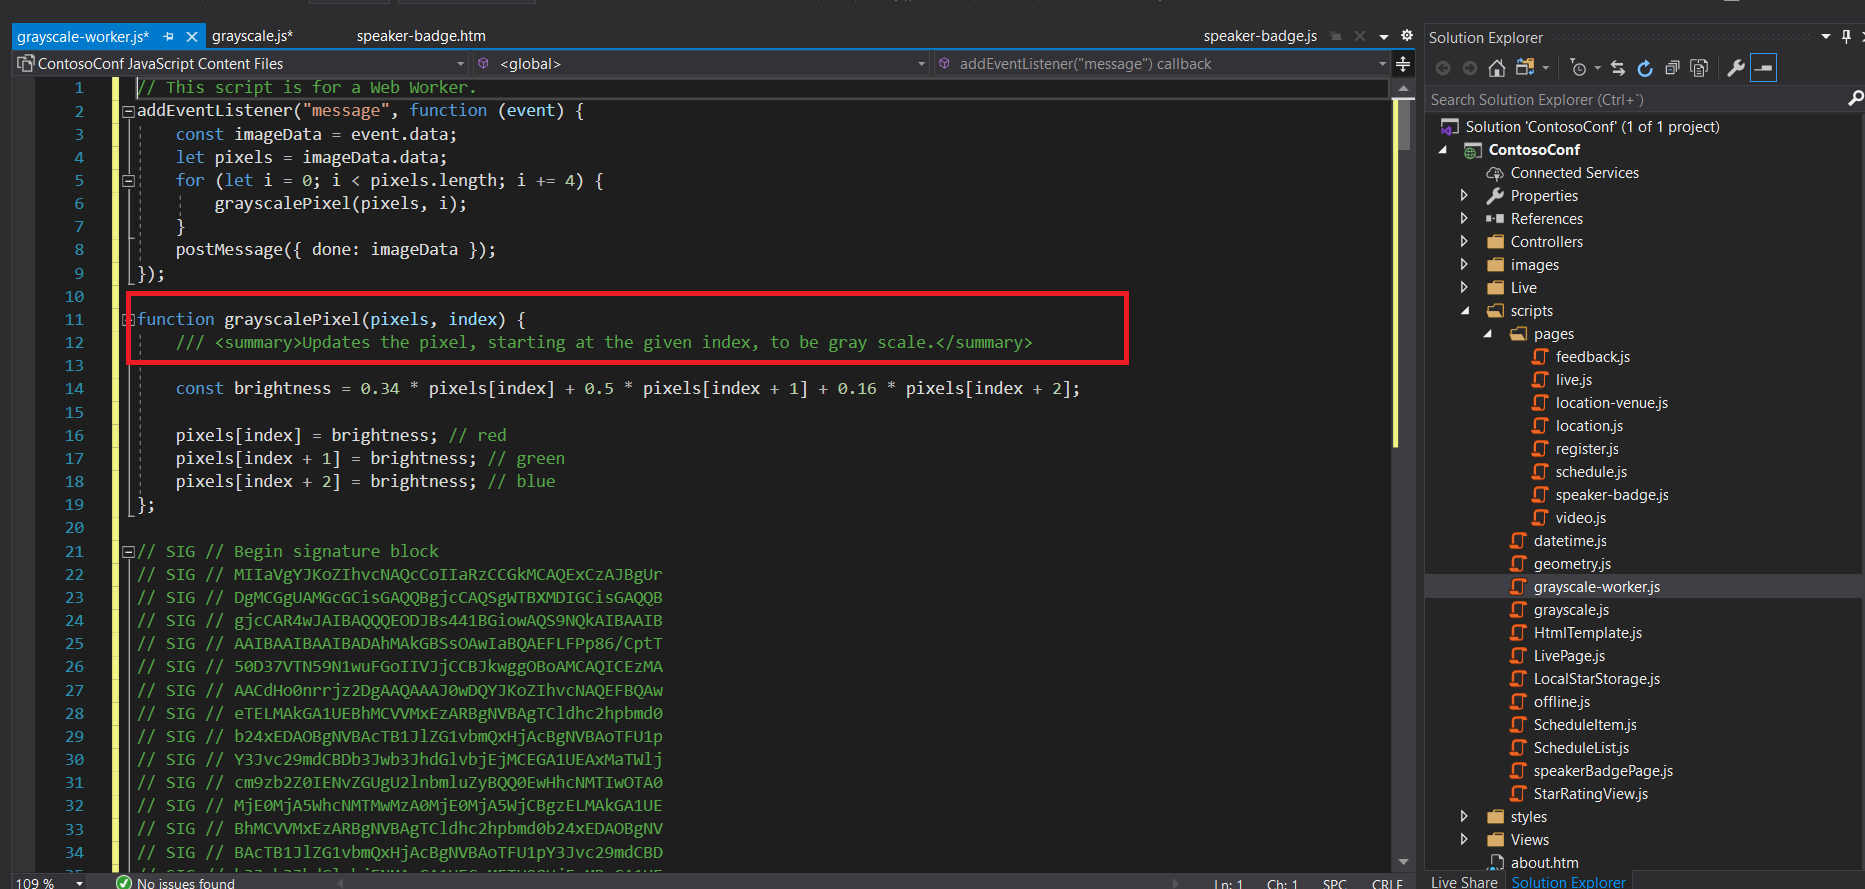 grayscale-worker.js*
grayscale.js*
speaker-badge.htm
speaker-badge.js
ContosoConf JavaScript Content Files
<global>
addEventListener("message") callback
1 // This script is for a Web Worker.
2 addEventListener("message", function (event) {
3 const imageData = event.data;
4 let pixels = imageData.data;
5 for (let i = 0; i < pixels.length; i += 4) {
6 grayscalePixel(pixels, i);
7 }
8 postMessage({ done: imageData });
9 });
10
11 function grayscalePixel(pixels, index) {
12 /// <summary>Updates the pixel, starting at the given index, to be gray scale.</summary>
13
14 const brightness = 0.34 * pixels[index] + 0.5 * pixels[index + 1] + 0.16 * pixels[index + 2];
15
16 pixels[index] = brightness; // red
17 pixels[index + 1] = brightness; // green
18 pixels[index + 2] = brightness; // blue
19 };
20
21 // SIG // Begin signature block
22 // SIG // MIIaVgYJKoZIhvcNAQcCoIIaRzCCGkMCAQExCzAJBgUr
23 // SIG // DgMCGgUAMGcGCisGAQQBgjcCAQSgWTBXMDIGCisGAQQB
24 // SIG // gjcCAR4wJAIBAQQQEODJBs441BGiowAQS9NQkAIBAAIB
25 // SIG // AAIBAAIBAAIBADAhMAkGBSsOAwIaBQAEFLFPp86/CptT
26 // SIG // 50D37VTN59N1wuFGoIIVJjCCBJkwggOBoAMCAQICEzMA
27 // SIG // AACdHo0nrrjz2DgAAQAAAJ0wDQYJKoZIhvcNAQEFBQAw
28 // SIG // eTELMAkGA1UEBhMCVVMxEzARBgNVBAgTCldhc2hpbmd0
29 // SIG // b24xEDAOBgNVBAcTB1JlZG1vbmQxHjAcBgNVBAoTFU1p
30 // SIG // Y3Jvc29mdCBDb3Jwb3JhdGlvbjEjMCEGA1UEAxMaTWlj
31 // SIG // cm9zb2Z0IENvZGUgU2lnbmluZyBQQ0EwHhcNMTIwOTA0
32 // SIG // MjE0MjA5WhcNMTMwMzA0MjE0MjA5WjCBgzELMAkGA1UE
33 // SIG // BhMCVVMxEzARBgNVBAgTCldhc2hpbmd0b24xEDAOBgNV
34 // SIG // BAcTB1JlZG1vbmQxHjAcBgNVBAoTFU1pY3Jvc29mdCBD
109 %
No issues found
Ln: 1 Ch: 1 SPC CRLF
Solution Explorer
Search Solution Explorer (Ctrl+`)
Solution 'ContosoConf' (1 of 1 project)
ContosoConf
Connected Services
Properties
References
Controllers
images
Live
scripts
pages
feedback.js
live.js
location-venue.js
location.js
register.js
schedule.js
speaker-badge.js
video.js
datetime.js
geometry.js
grayscale-worker.js
grayscale.js
HtmlTemplate.js
LivePage.js
LocalStarStorage.js
offline.js
ScheduleItem.js
ScheduleList.js
speakerBadgePage.js
StarRatingView.js
styles
Views
about.htm
Live Share
Solution Explorer